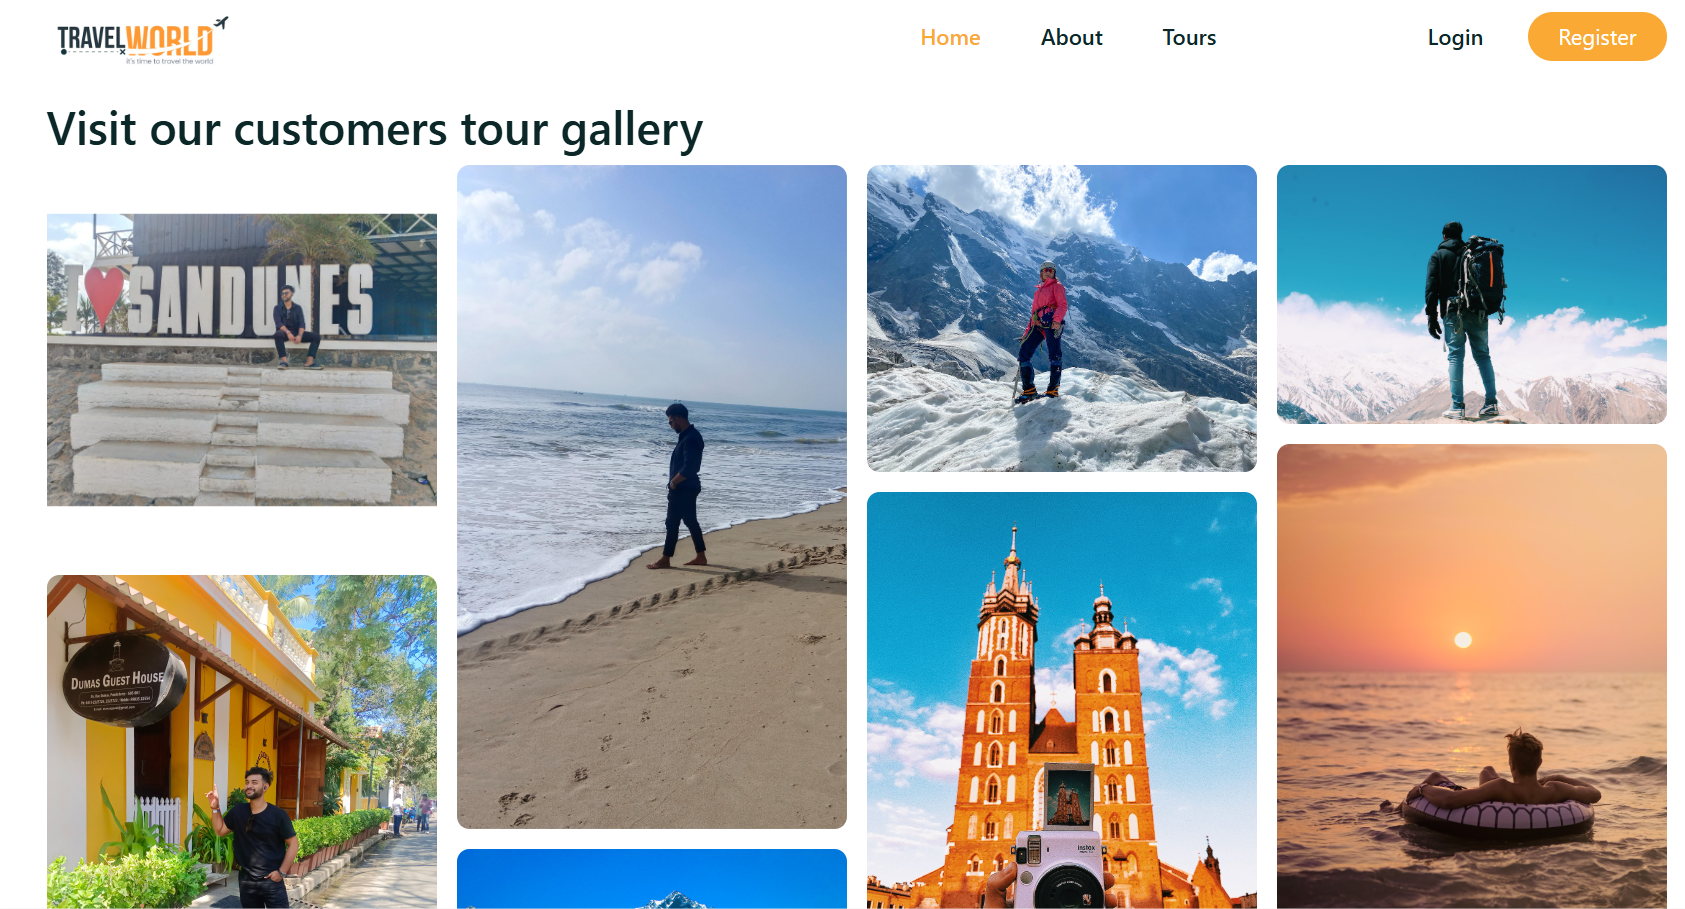 TRAVELWORLD
it's time to travel the world
Home
About
Tours
Login
Register
Visit our customers tour gallery
I SANDUNES
DUMAS GUEST HOUSE
instax